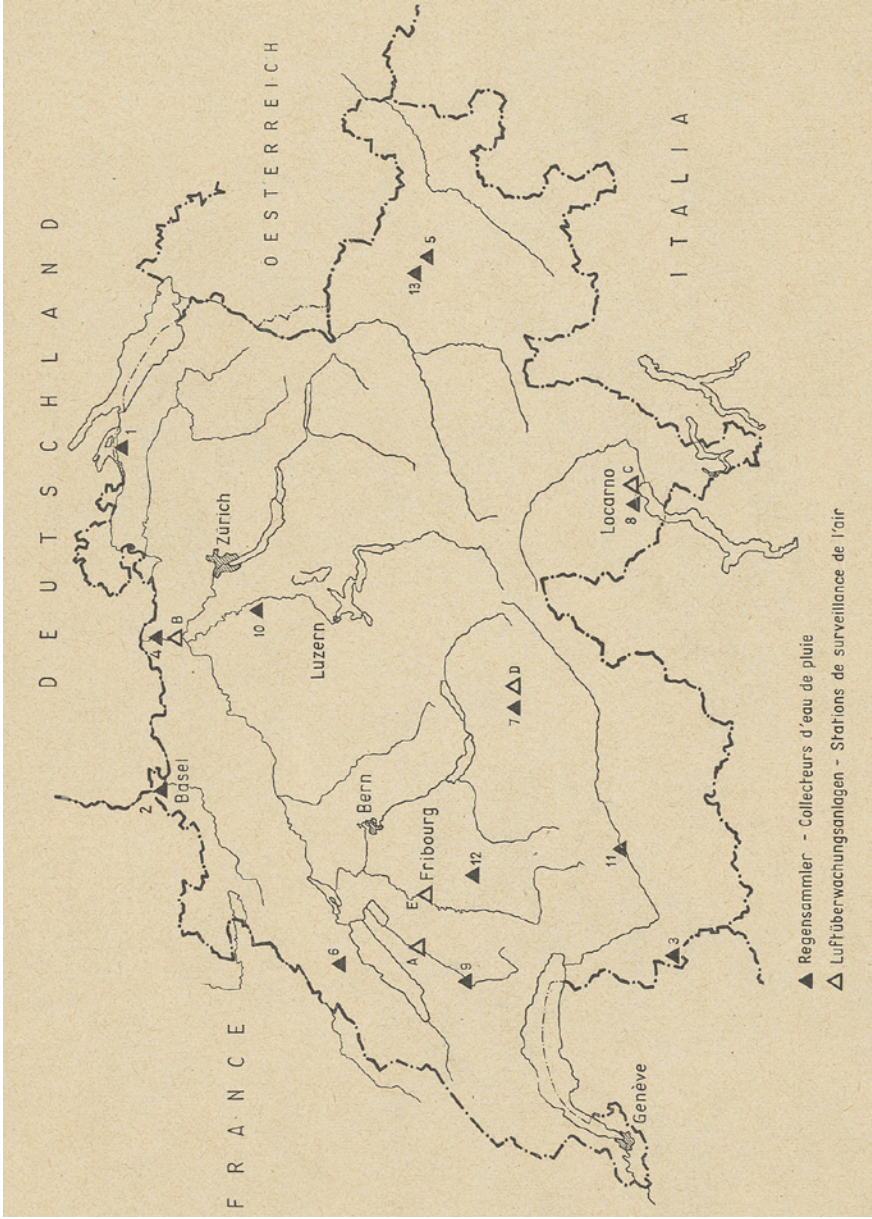 DEUTSCHLAND
FRANCE
OESTERREICH
ITALIA
Basel
Zürich
Luzern
Bern
Fribourg
Locarno
Genève
1
2
3
4
5
6
7
8
9
10
11
12
13
A
B
C
D
E
▲ Regensammler - Collecteurs d'eau de pluie
△ Luftüberwachungsanlagen - Stations de surveillance de l'air